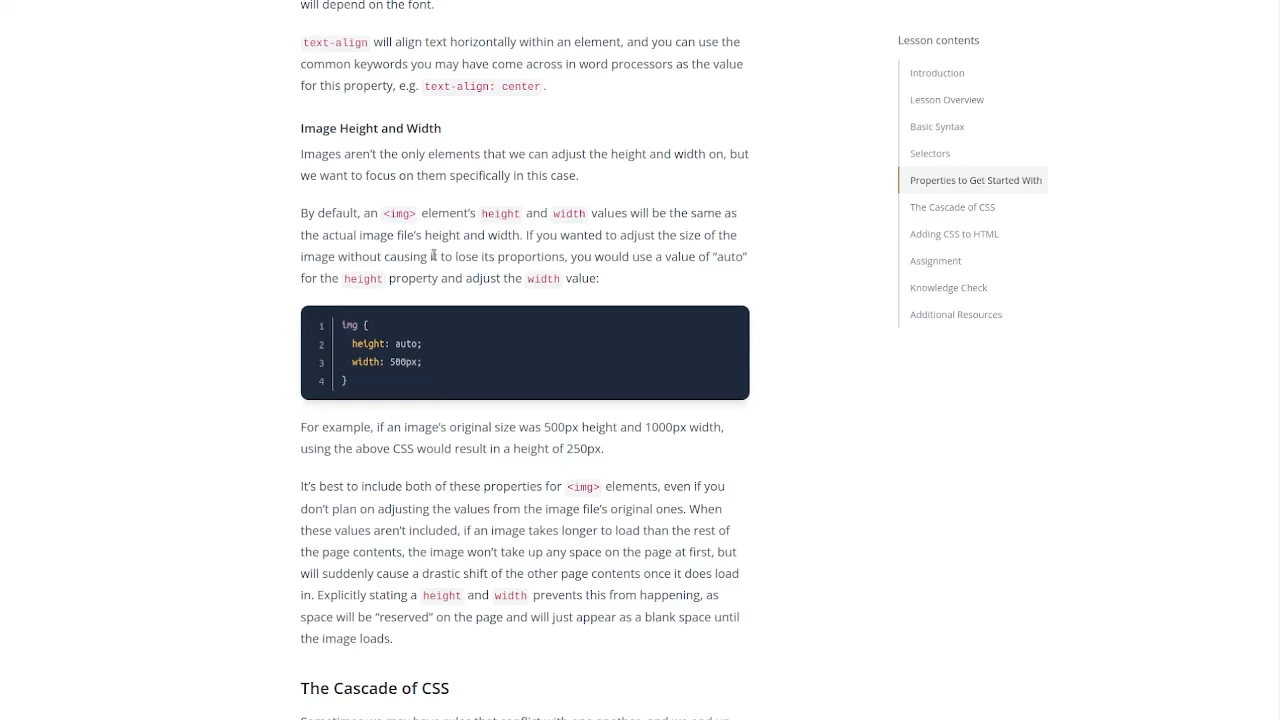 will depend on the font.
text-align will align text horizontally within an element, and you can use the
common keywords you may have come across in word processors as the value
for this property, e.g. text-align: center.
Image Height and Width
Images aren’t the only elements that we can adjust the height and width on, but
we want to focus on them specifically in this case.
By default, an <img> element’s height and width values will be the same as
the actual image file’s height and width. If you wanted to adjust the size of the
image without causing it to lose its proportions, you would use a value of “auto”
for the height property and adjust the width value:
1 img {
2 height: auto;
3 width: 500px;
4 }
For example, if an image’s original size was 500px height and 1000px width,
using the above CSS would result in a height of 250px.
It’s best to include both of these properties for <img> elements, even if you
don’t plan on adjusting the values from the image file’s original ones. When
these values aren’t included, if an image takes longer to load than the rest of
the page contents, the image won’t take up any space on the page at first, but
will suddenly cause a drastic shift of the other page contents once it does load
in. Explicitly stating a height and width prevents this from happening, as
space will be “reserved” on the page and will just appear as a blank space until
the image loads.
The Cascade of CSS
Sometimes we may have rules that conflict with one another, and we end up
Lesson contents
Introduction
Lesson Overview
Basic Syntax
Selectors
Properties to Get Started With
The Cascade of CSS
Adding CSS to HTML
Assignment
Knowledge Check
Additional Resources